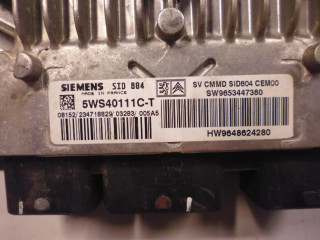 SIEMENS SID 804
MADE IN FRANCE
5WS40111C-T
08152/234718829/03283/005A5
SV CMMD SID804 CEM00
SW9653447380
HW9648624280